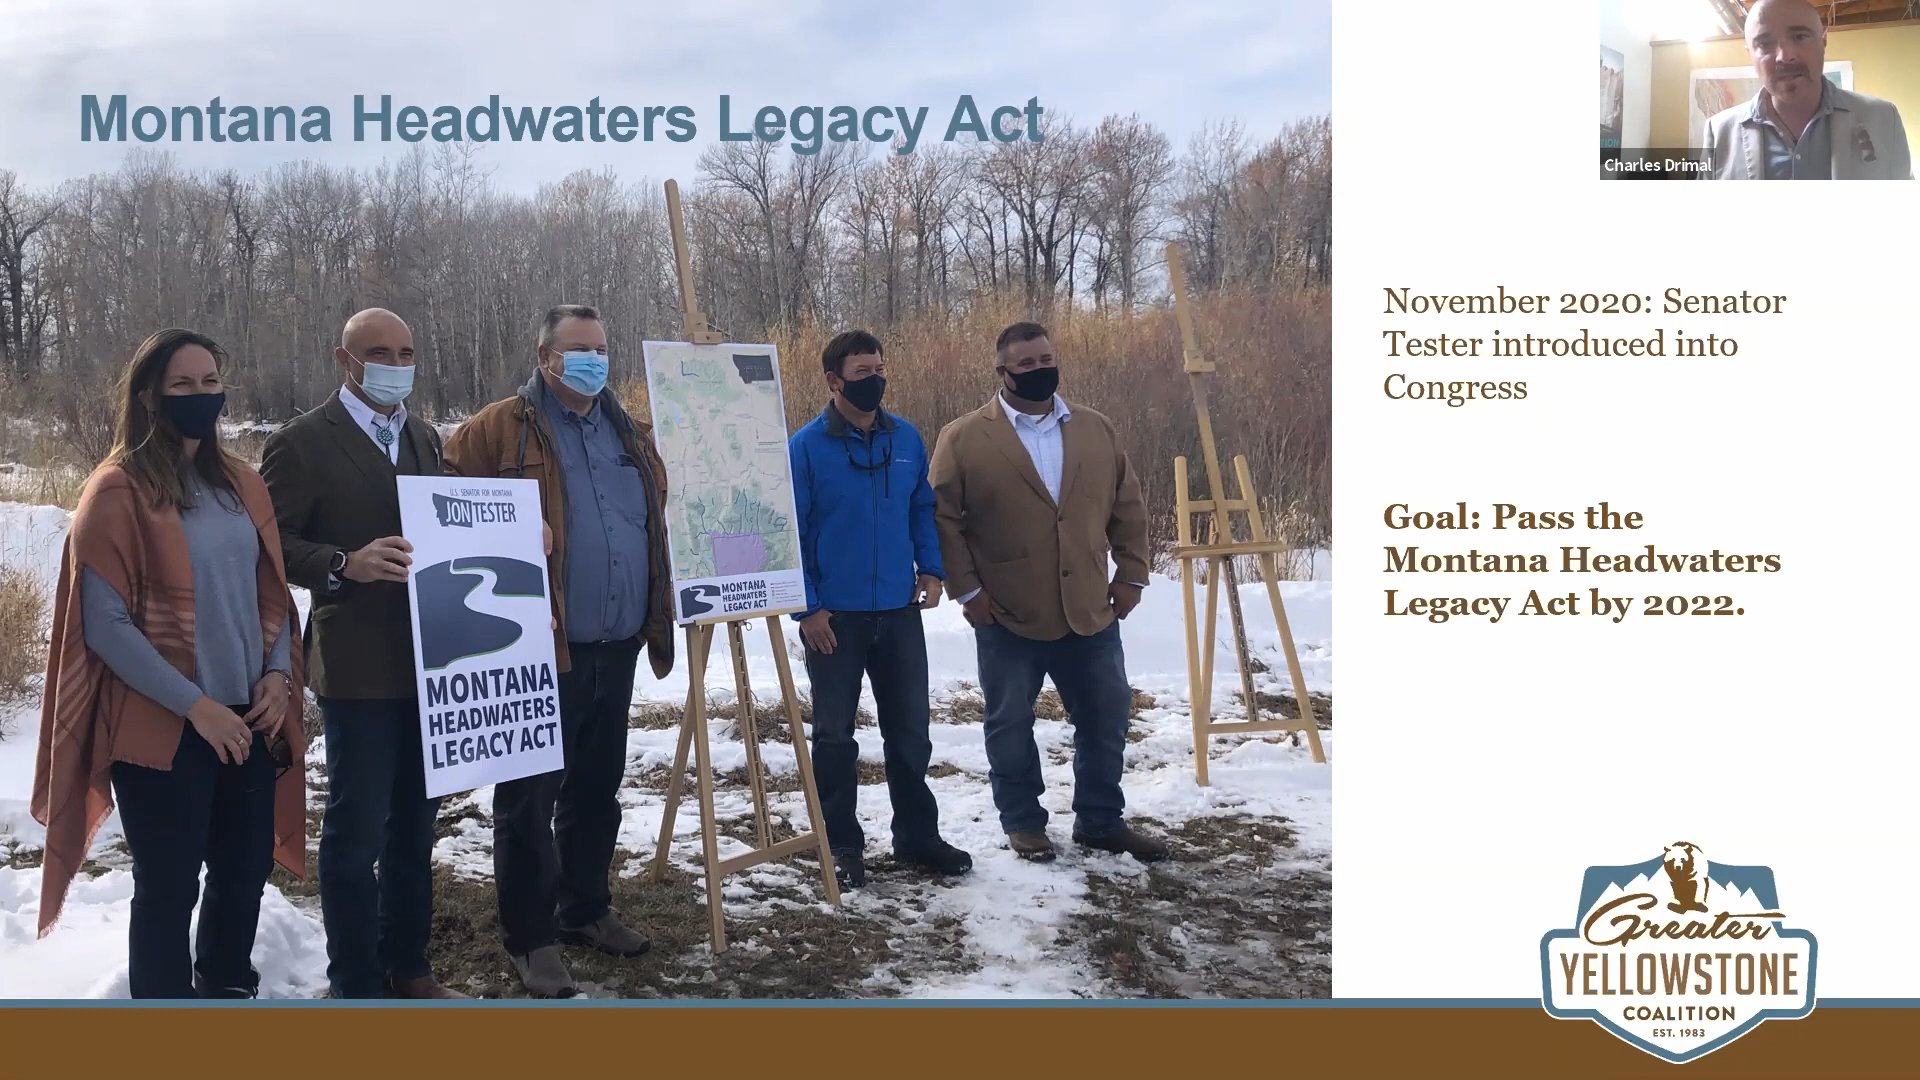 Montana Headwaters Legacy Act
Charles Drimal
November 2020: Senator
Tester introduced into
Congress
Goal: Pass the
Montana Headwaters
Legacy Act by 2022.
U.S. SENATOR FOR MONTANA
JON TESTER
MONTANA
HEADWATERS
LEGACY ACT
MONTANA
HEADWATERS
LEGACY ACT
Greater
YELLOWSTONE
COALITION
EST. 1983